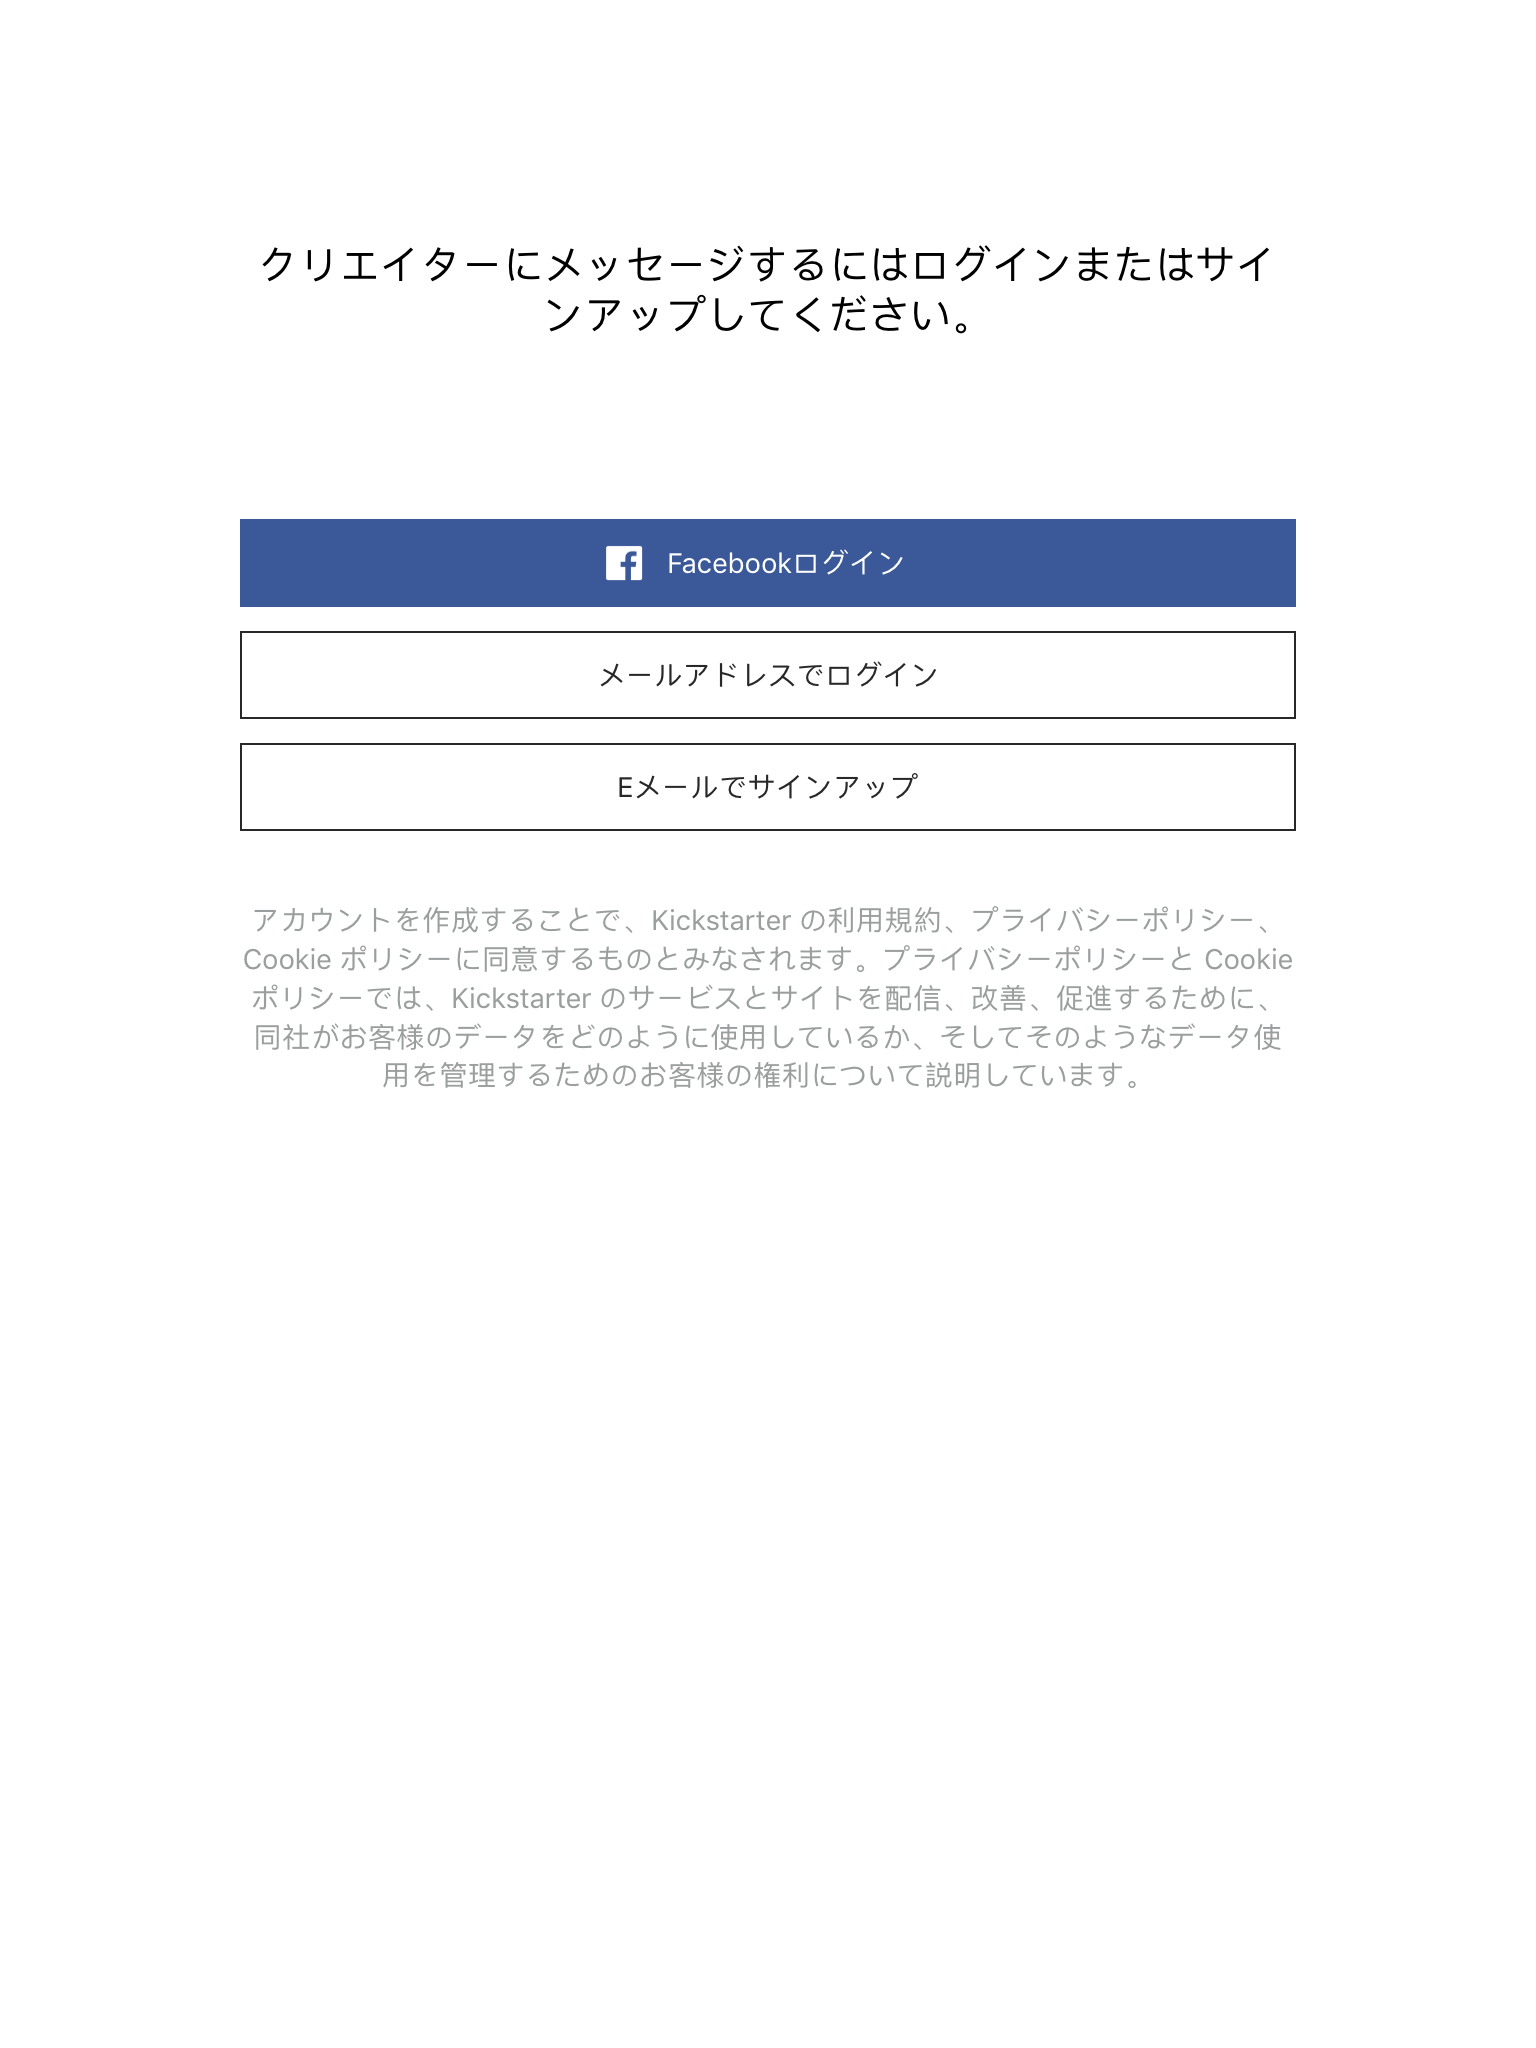 クリエイターにメッセージするにはログインまたはサイ
ンアップしてください。
Facebookログイン
メールアドレスでログイン
Eメールでサインアップ
アカウントを作成することで、Kickstarter の利用規約、プライバシーポリシー、
Cookie ポリシーに同意するものとみなされます。プライバシーポリシーと Cookie
ポリシーでは、Kickstarter のサービスとサイトを配信、改善、促進するために、
同社がお客様のデータをどのように使用しているか、そしてそのようなデータ使
用を管理するためのお客様の権利について説明しています。